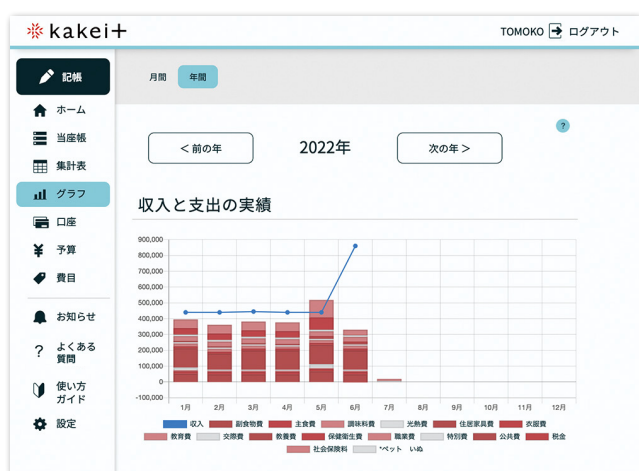 kakei+
TOMOKO ログアウト
記帳
月間 年間
ホーム
当座帳
集計表
グラフ
口座
予算
費目
お知らせ
よくある
質問
使い方
ガイド
設定
?
< 前の年 2022年 次の年 >
収入と支出の実績
900,000
800,000
700,000
600,000
500,000
400,000
300,000
200,000
100,000
0
-100,000
1月 2月 3月 4月 5月 6月 7月 8月 9月 10月 11月 12月
収入 副食物費 主食費 調味料費 光熱費 住居家具費 衣服費
教育費 交際費 教養費 保健衛生費 職業費 特別費 公共費 税金
社会保険料 *ペット いぬ